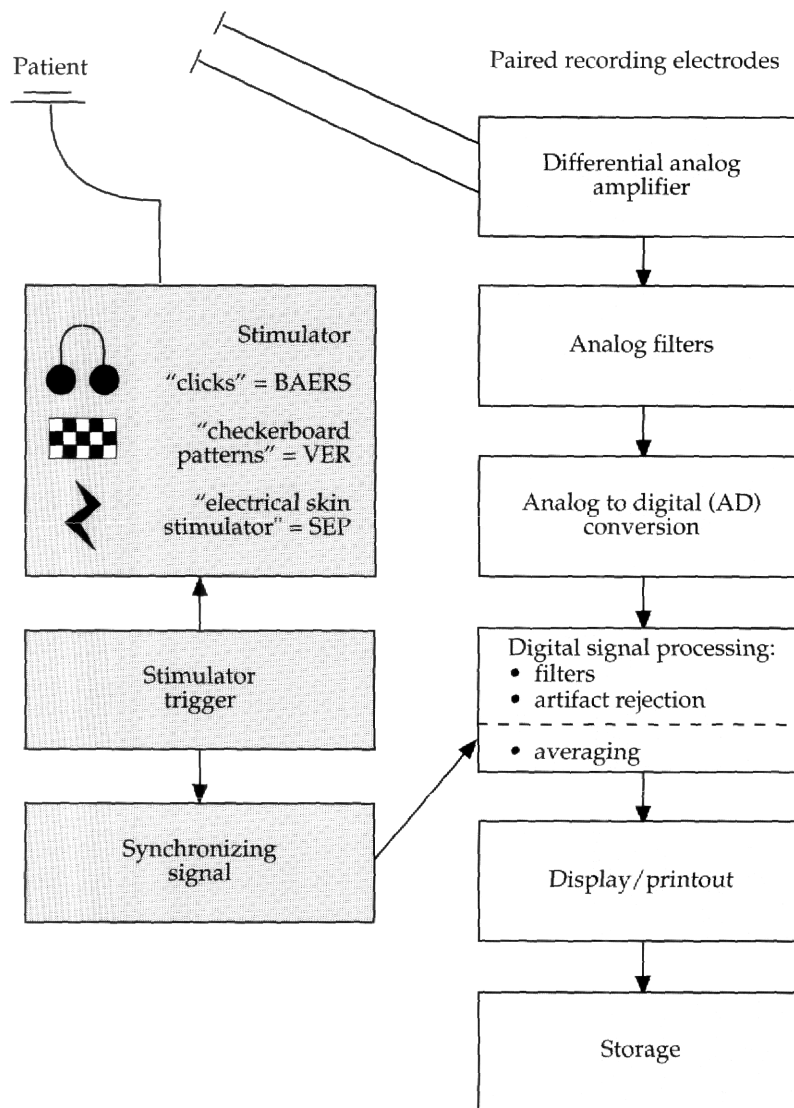 Patient
Paired recording electrodes
Differential analog
amplifier
Analog filters
Analog to digital (AD)
conversion
Digital signal processing:
• filters
• artifact rejection
• averaging
Display/printout
Storage
Stimulator
“clicks” = BAERS
“checkerboard
patterns” = VER
“electrical skin
stimulator" = SEP
Stimulator
trigger
Synchronizing
signal